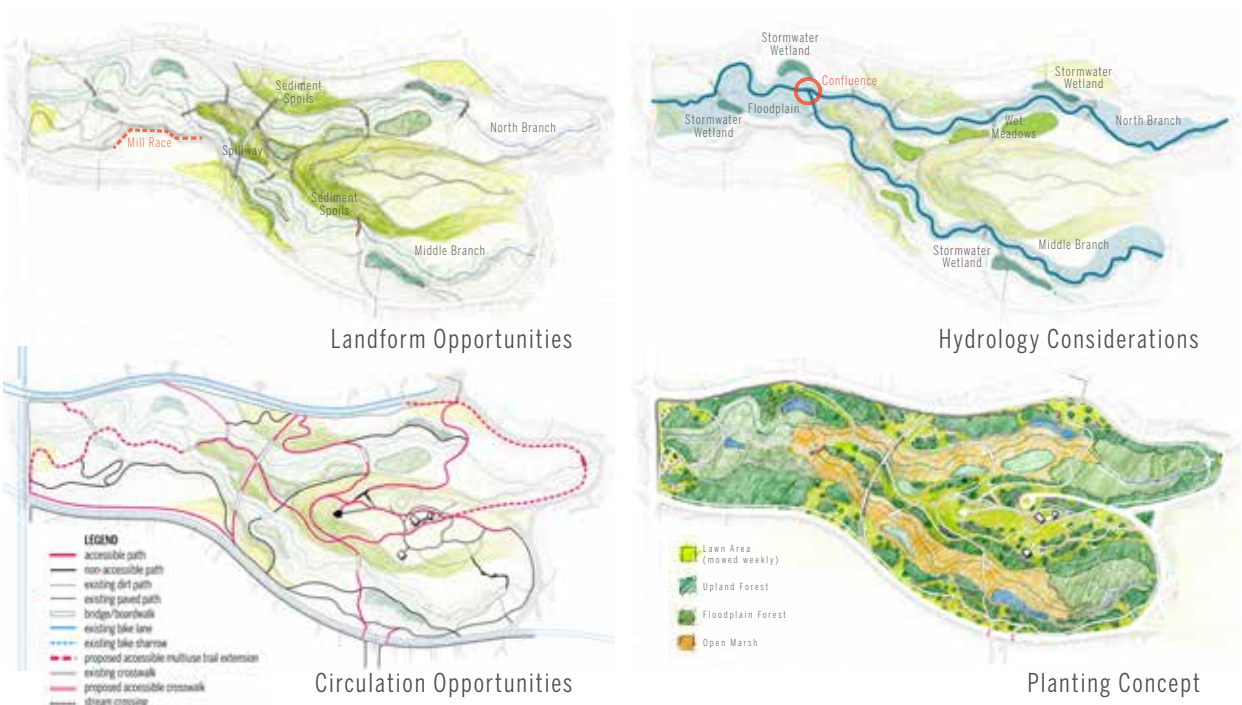 Sediment
Spoils
North Branch
Mill Race
Spillway
Sediment
Spoils
Middle Branch
Landform Opportunities
Stormwater
Wetland
Confluence
Stormwater
Wetland
Floodplain
Stormwater
Wetland
Wet
Meadows
North Branch
Stormwater
Wetland
Middle Branch
Hydrology Considerations
LEGEND
accessible path
non-accessible path
existing dirt path
existing paved path
bridge/boardwalk
existing bike lane
existing bike sharrow
proposed accessible multiuse trail extension
existing crosswalk
proposed accessible crosswalk
stream crossing
Circulation Opportunities
Lawn Area
(mowed weekly)
Upland Forest
Floodplain Forest
Open Marsh
Planting Concept